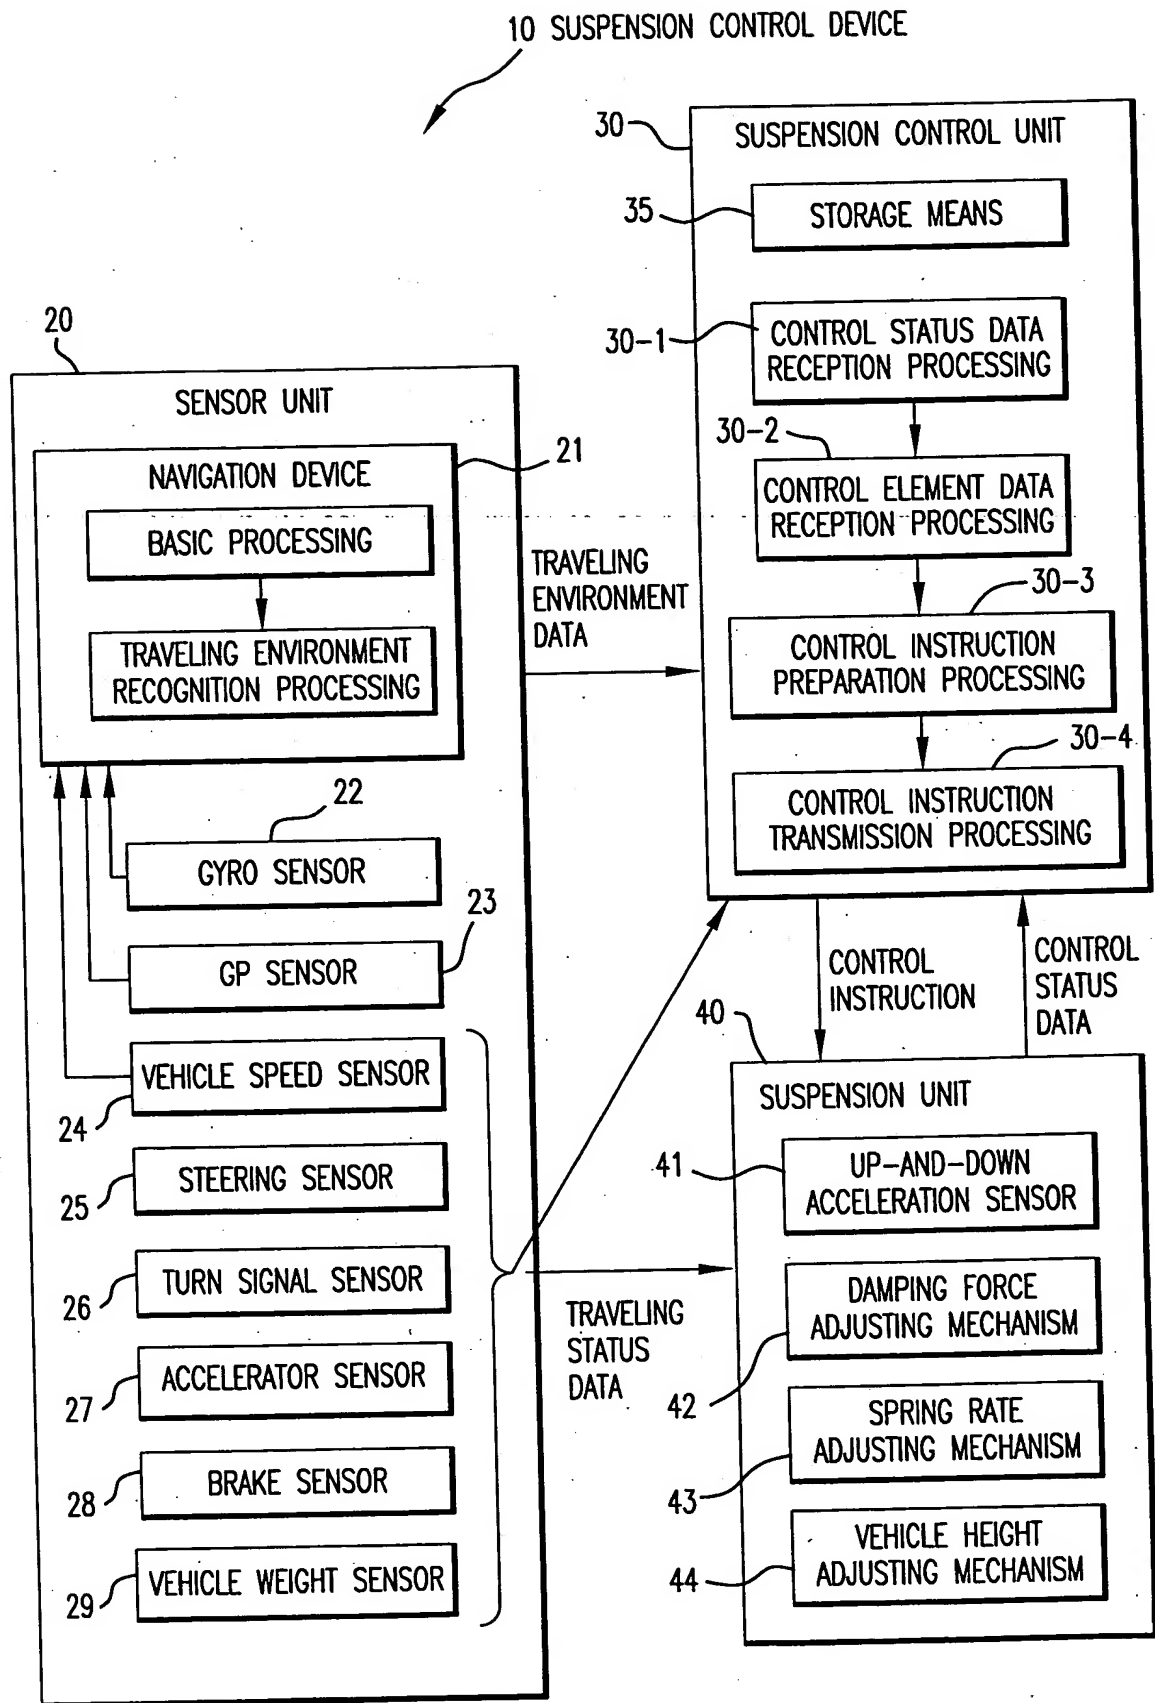 10 SUSPENSION CONTROL DEVICE
20
SENSOR UNIT
21
NAVIGATION DEVICE
BASIC PROCESSING
TRAVELING ENVIRONMENT
RECOGNITION PROCESSING
22
GYRO SENSOR
23
GP SENSOR
VEHICLE SPEED SENSOR
24
STEERING SENSOR
25
TURN SIGNAL SENSOR
26
ACCELERATOR SENSOR
27
BRAKE SENSOR
28
VEHICLE WEIGHT SENSOR
29
TRAVELING
ENVIRONMENT
DATA
TRAVELING
STATUS
DATA
30
SUSPENSION CONTROL UNIT
35
STORAGE MEANS
30-1
CONTROL STATUS DATA
RECEPTION PROCESSING
30-2
CONTROL ELEMENT DATA
RECEPTION PROCESSING
30-3
CONTROL INSTRUCTION
PREPARATION PROCESSING
30-4
CONTROL INSTRUCTION
TRANSMISSION PROCESSING
CONTROL
INSTRUCTION
CONTROL
STATUS
DATA
40
SUSPENSION UNIT
41
UP-AND-DOWN
ACCELERATION SENSOR
DAMPING FORCE
ADJUSTING MECHANISM
42
SPRING RATE
ADJUSTING MECHANISM
43
VEHICLE HEIGHT
ADJUSTING MECHANISM
44